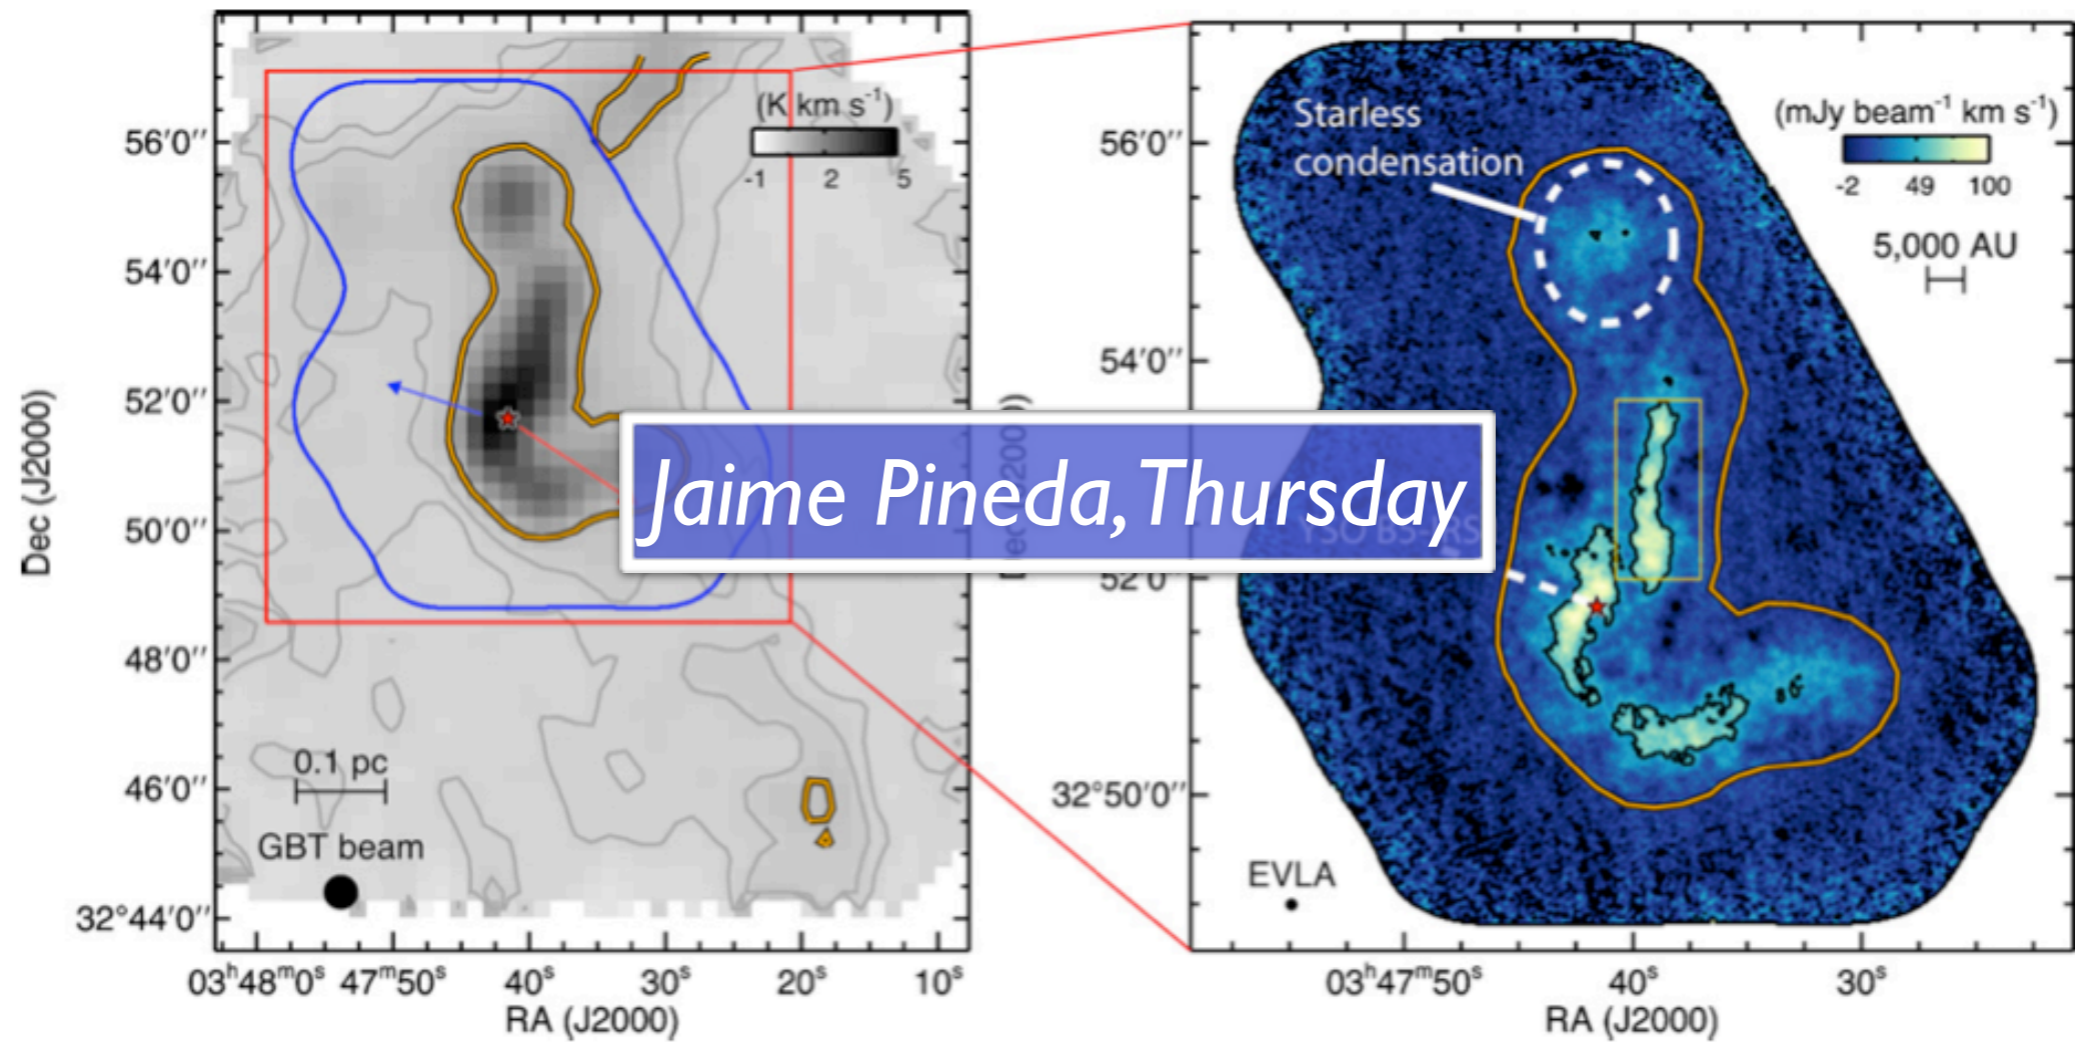 (K km s⁻¹)
-1 2 5
56′0″
54′0″
52′0″
50′0″
48′0″
46′0″
32°44′0″
Dec (J2000)
0.1 pc
GBT beam
03ʰ48ᵐ0ˢ 47ᵐ50ˢ 40ˢ 30ˢ 20ˢ 10ˢ
RA (J2000)
Jaime Pineda, Thursday
Starless
condensation
(mJy beam⁻¹ km s⁻¹)
-2 49 100
5,000 AU
56′0″
54′0″
52′0″
32°50′0″
EVLA
03ʰ47ᵐ50ˢ 40ˢ 30ˢ
RA (J2000)